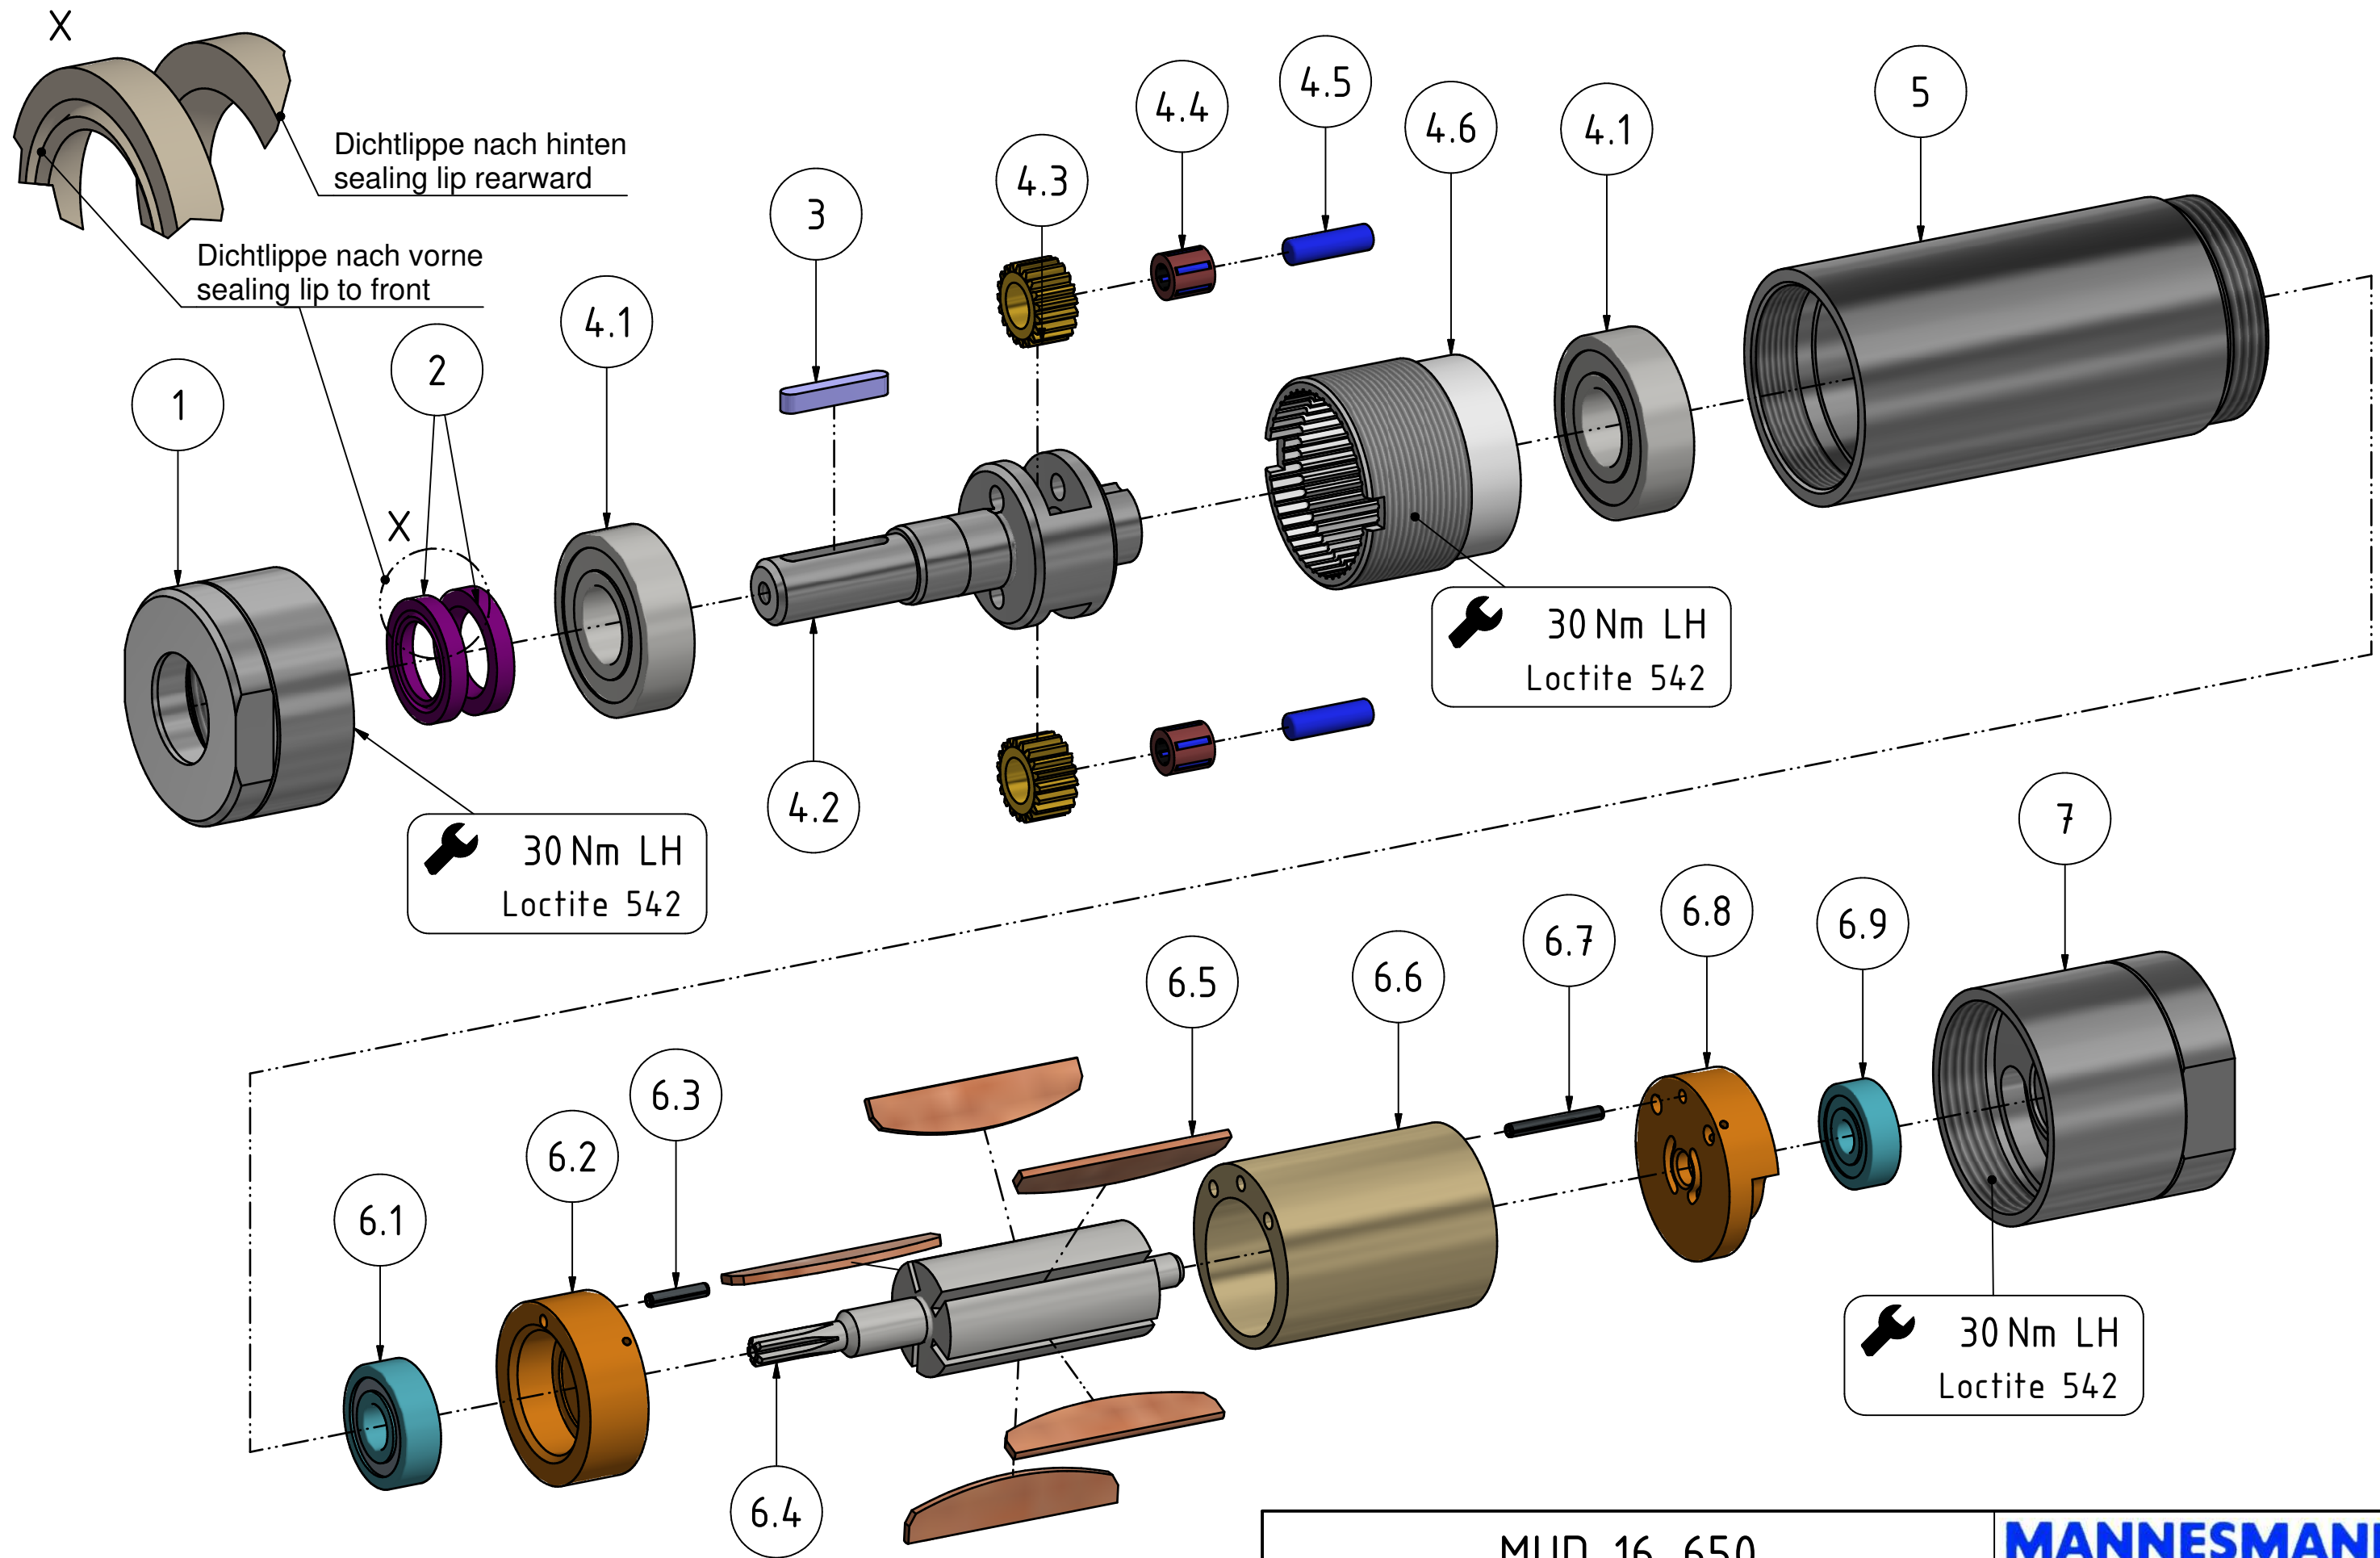 X
Dichtlippe nach hinten
sealing lip rearward
Dichtlippe nach vorne
sealing lip to front
1
2
X
4.1
3
4.2
4.3
4.4
4.5
4.6
4.1
5
30 Nm LH
Loctite 542
30 Nm LH
Loctite 542
6.1
6.2
6.3
6.4
6.5
6.6
6.7
6.8
6.9
7
30 Nm LH
Loctite 542
MUD 16 650
MANNESMANN